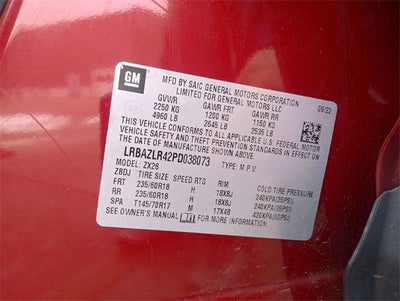 GM
MFD BY SAIC GENERAL MOTORS CORPORATION
LIMITED FOR GENERAL MOTORS LLC
09/22
GVWR GAWR FRT GAWR RR
2250 KG 1200 KG 1150 KG
4960 LB 2645 LB 2535 LB
THIS VEHICLE CONFORMS TO ALL APPLICABLE U.S. FEDERAL MOTOR
VEHICLE SAFETY AND THEFT PREVENTION STANDARDS IN EFFECT ON THE
DATE OF MANUFACTURE SHOWN ABOVE.
LRBAZLR42PD038073 TYPE: M.P.V.
MODEL: ZX26
ZBDJ TIRE SIZE SPEED RTG RIM COLD TIRE PRESSURE
FRT 235/60R18 H 18X8J 240KPA(35PSI)
RR 235/60R18 H 18X8J 240KPA(35PSI)
SPA T145/70R17 M 17X4B 420KPA(60PSI)
SEE OWNER'S MANUAL FOR MORE INFORMATION.